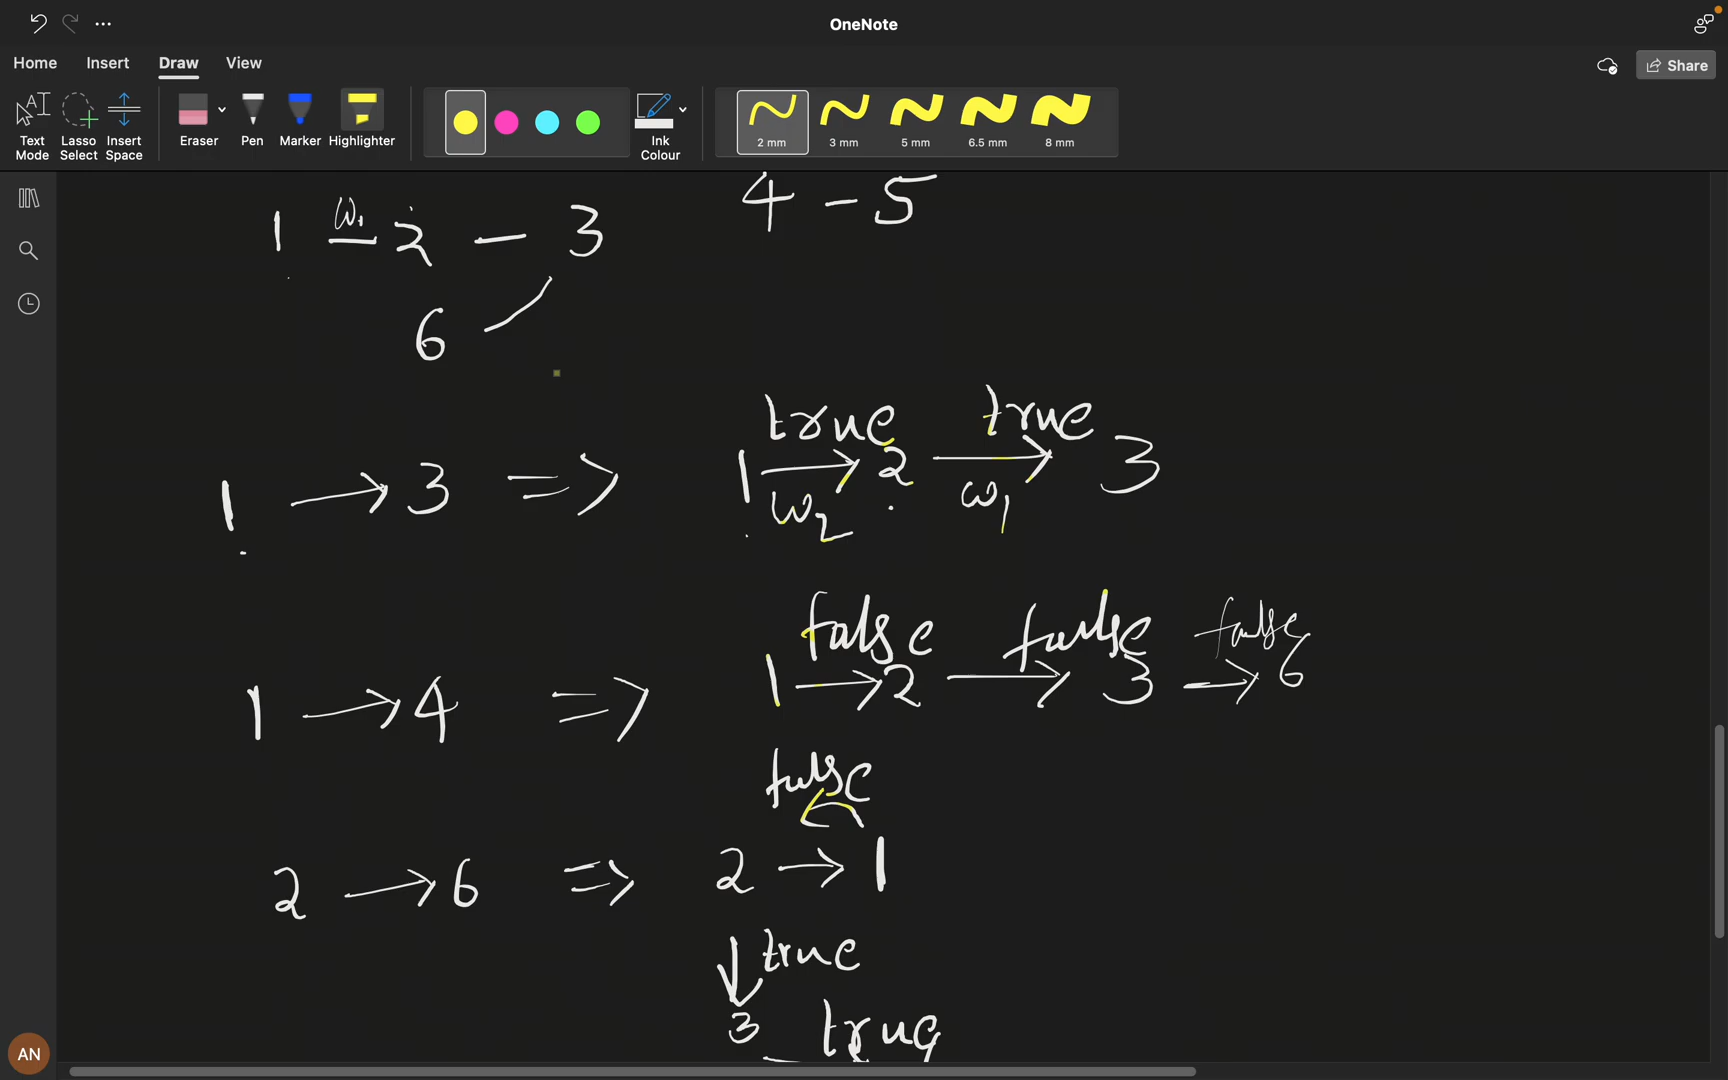 OneNote
Home Insert Draw View
Share
Text Mode
Lasso Select
Insert Space
Eraser
Pen
Marker
Highlighter
Ink Colour
2 mm
3 mm
5 mm
6.5 mm
8 mm
4 - 5
1 ω₁ 2 - 3
6
true true
1 → 3 => 1 → 2 → 3
ω₂ ω₁
false false false
1 → 4 => 1 → 2 → 3 → 6
false
2 → 6 => 2 → 1
↓ true
3 true
AN